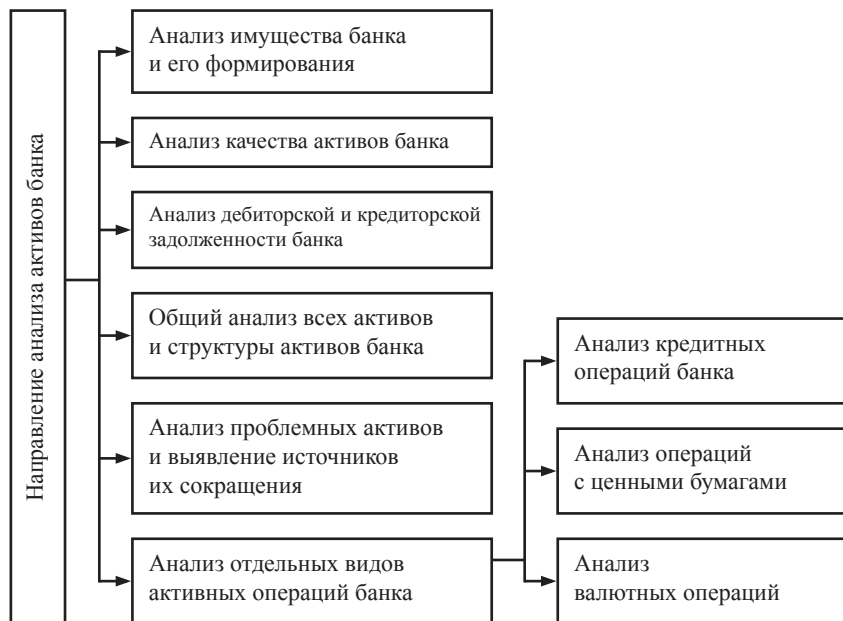 Направление анализа активов банка
Анализ имущества банка
и его формирования
Анализ качества активов банка
Анализ дебиторской и кредиторской
задолженности банка
Общий анализ всех активов
и структуры активов банка
Анализ проблемных активов
и выявление источников
их сокращения
Анализ отдельных видов
активных операций банка
Анализ кредитных
операций банка
Анализ операций
с ценными бумагами
Анализ
валютных операций